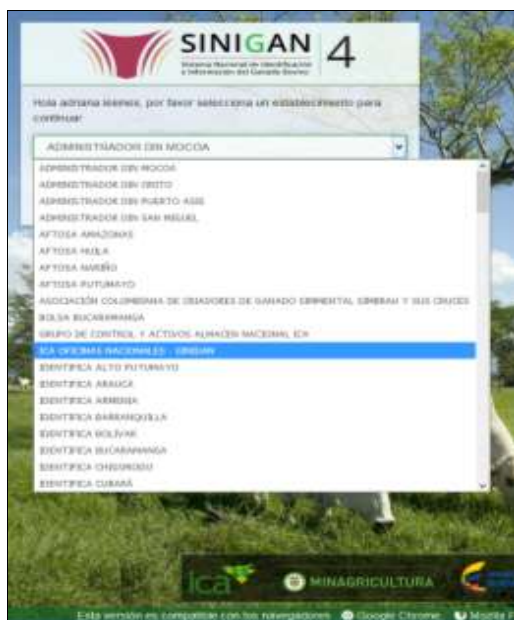 SINIGAN 4
Sistema Nacional de Identificación
e Información del Ganado Bovino
Hola adriana por favor selecciona un establecimiento para
continuar
ADMINISTRADOR DIN MOCOA
ADMINISTRADOR DIN MOCOA
ADMINISTRADOR DIN ORITO
ADMINISTRADOR DIN PUERTO ASIS
ADMINISTRADOR DIN SAN MIGUEL
AFTOSA AMAZONAS
AFTOSA HUILA
AFTOSA NARIÑO
AFTOSA PUTUMAYO
ASOCIACIÓN COLOMBIANA DE CRIADORES DE GANADO SIMMENTAL SIMBRAH Y SUS CRUCES
BOLSA BUCARAMANGA
GRUPO DE CONTROL Y ACTIVOS ALMACEN NACIONAL ICA
ICA OFICINAS NACIONALES - SINIGAN
IDENTIFICA ALTO PUTUMAYO
IDENTIFICA ARAUCA
IDENTIFICA ARMENIA
IDENTIFICA BARRANQUILLA
IDENTIFICA BOLÍVAR
IDENTIFICA BUCARAMANGA
IDENTIFICA CHIGORODO
IDENTIFICA CUBARÁ
ica MINAGRICULTURA
Esta versión es compatible con los navegadores Google Chrome Mozilla F